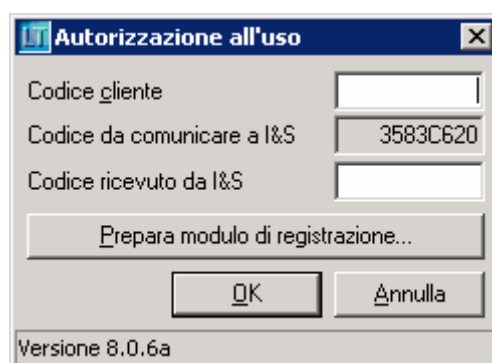 LT Autorizzazione all'uso
Codice cliente
Codice da comunicare a I&S 3583C620
Codice ricevuto da I&S
Prepara modulo di registrazione...
OK Annulla
Versione 8.0.6a